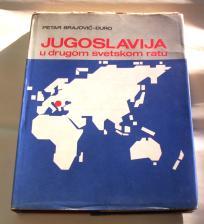 PETAR BRAJOVIĆ-ĐURO
JUGOSLAVIJA
u drugom svetskom ratu